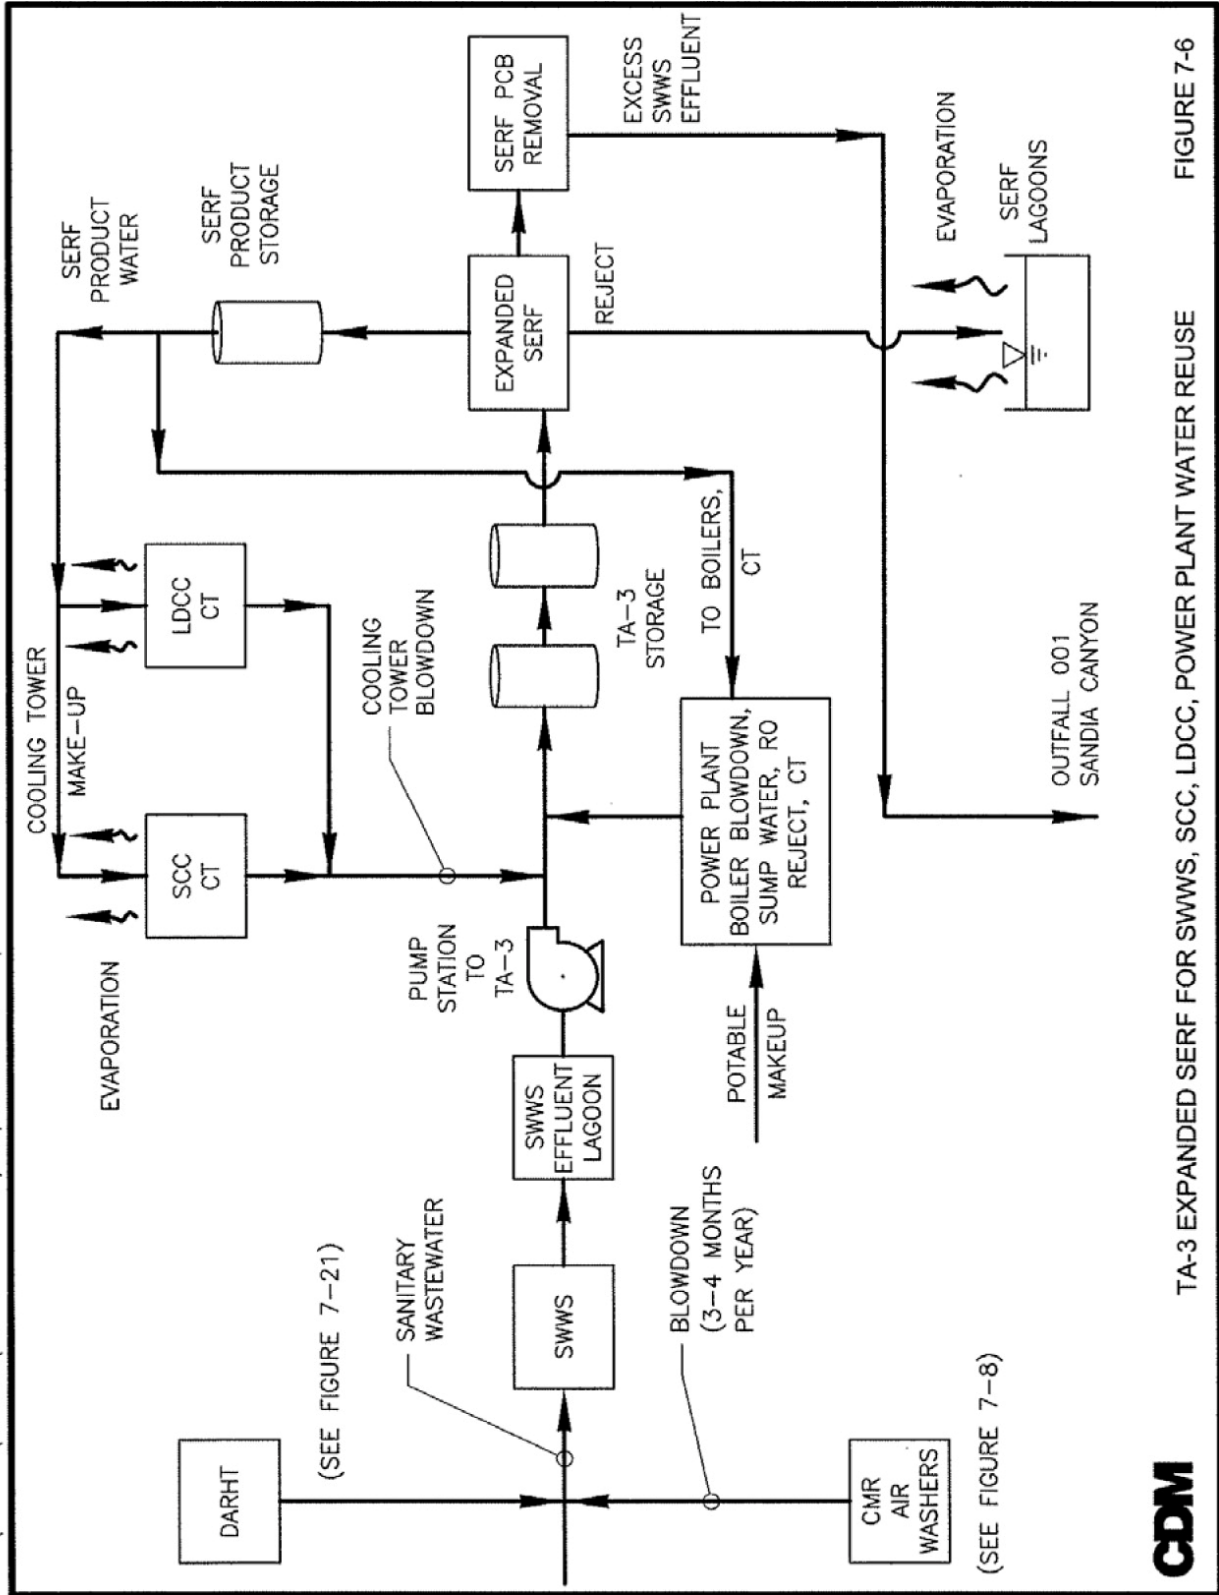 COOLING TOWER
MAKE-UP
SERF
PRODUCT
WATER
EVAPORATION
SCC
CT
LDCC
CT
SERF
PRODUCT
STORAGE
DARHT
(SEE FIGURE 7-21)
SANITARY
WASTEWATER
PUMP
STATION
TO
TA-3
COOLING
TOWER
BLOWDOWN
SWWS
SWWS
EFFLUENT
LAGOON
EXPANDED
SERF
SERF PCB
REMOVAL
REJECT
EXCESS
SWWS
EFFLUENT
TA-3
STORAGE
BLOWDOWN
(3-4 MONTHS
PER YEAR)
POTABLE
MAKEUP
POWER PLANT
BOILER BLOWDOWN,
SUMP WATER, RO
REJECT, CT
TO BOILERS,
CT
CMR
AIR
WASHERS
(SEE FIGURE 7-8)
EVAPORATION
SERF
LAGOONS
OUTFALL 001
SANDIA CANYON
CDM
TA-3 EXPANDED SERF FOR SWWS, SCC, LDCC, POWER PLANT WATER REUSE
FIGURE 7-6